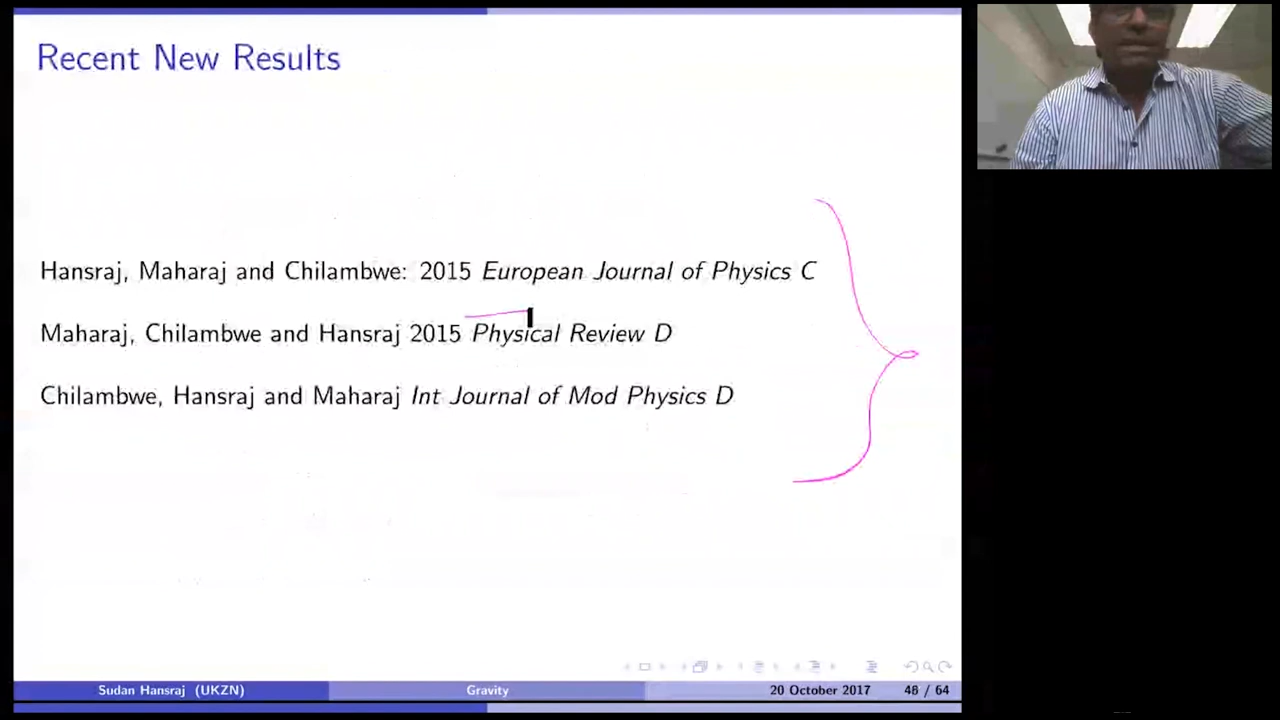 Recent New Results
Hansraj, Maharaj and Chilambwe: 2015 European Journal of Physics C
Maharaj, Chilambwe and Hansraj 2015 Physical Review D
Chilambwe, Hansraj and Maharaj Int Journal of Mod Physics D
Sudan Hansraj (UKZN) Gravity 20 October 2017 48 / 64